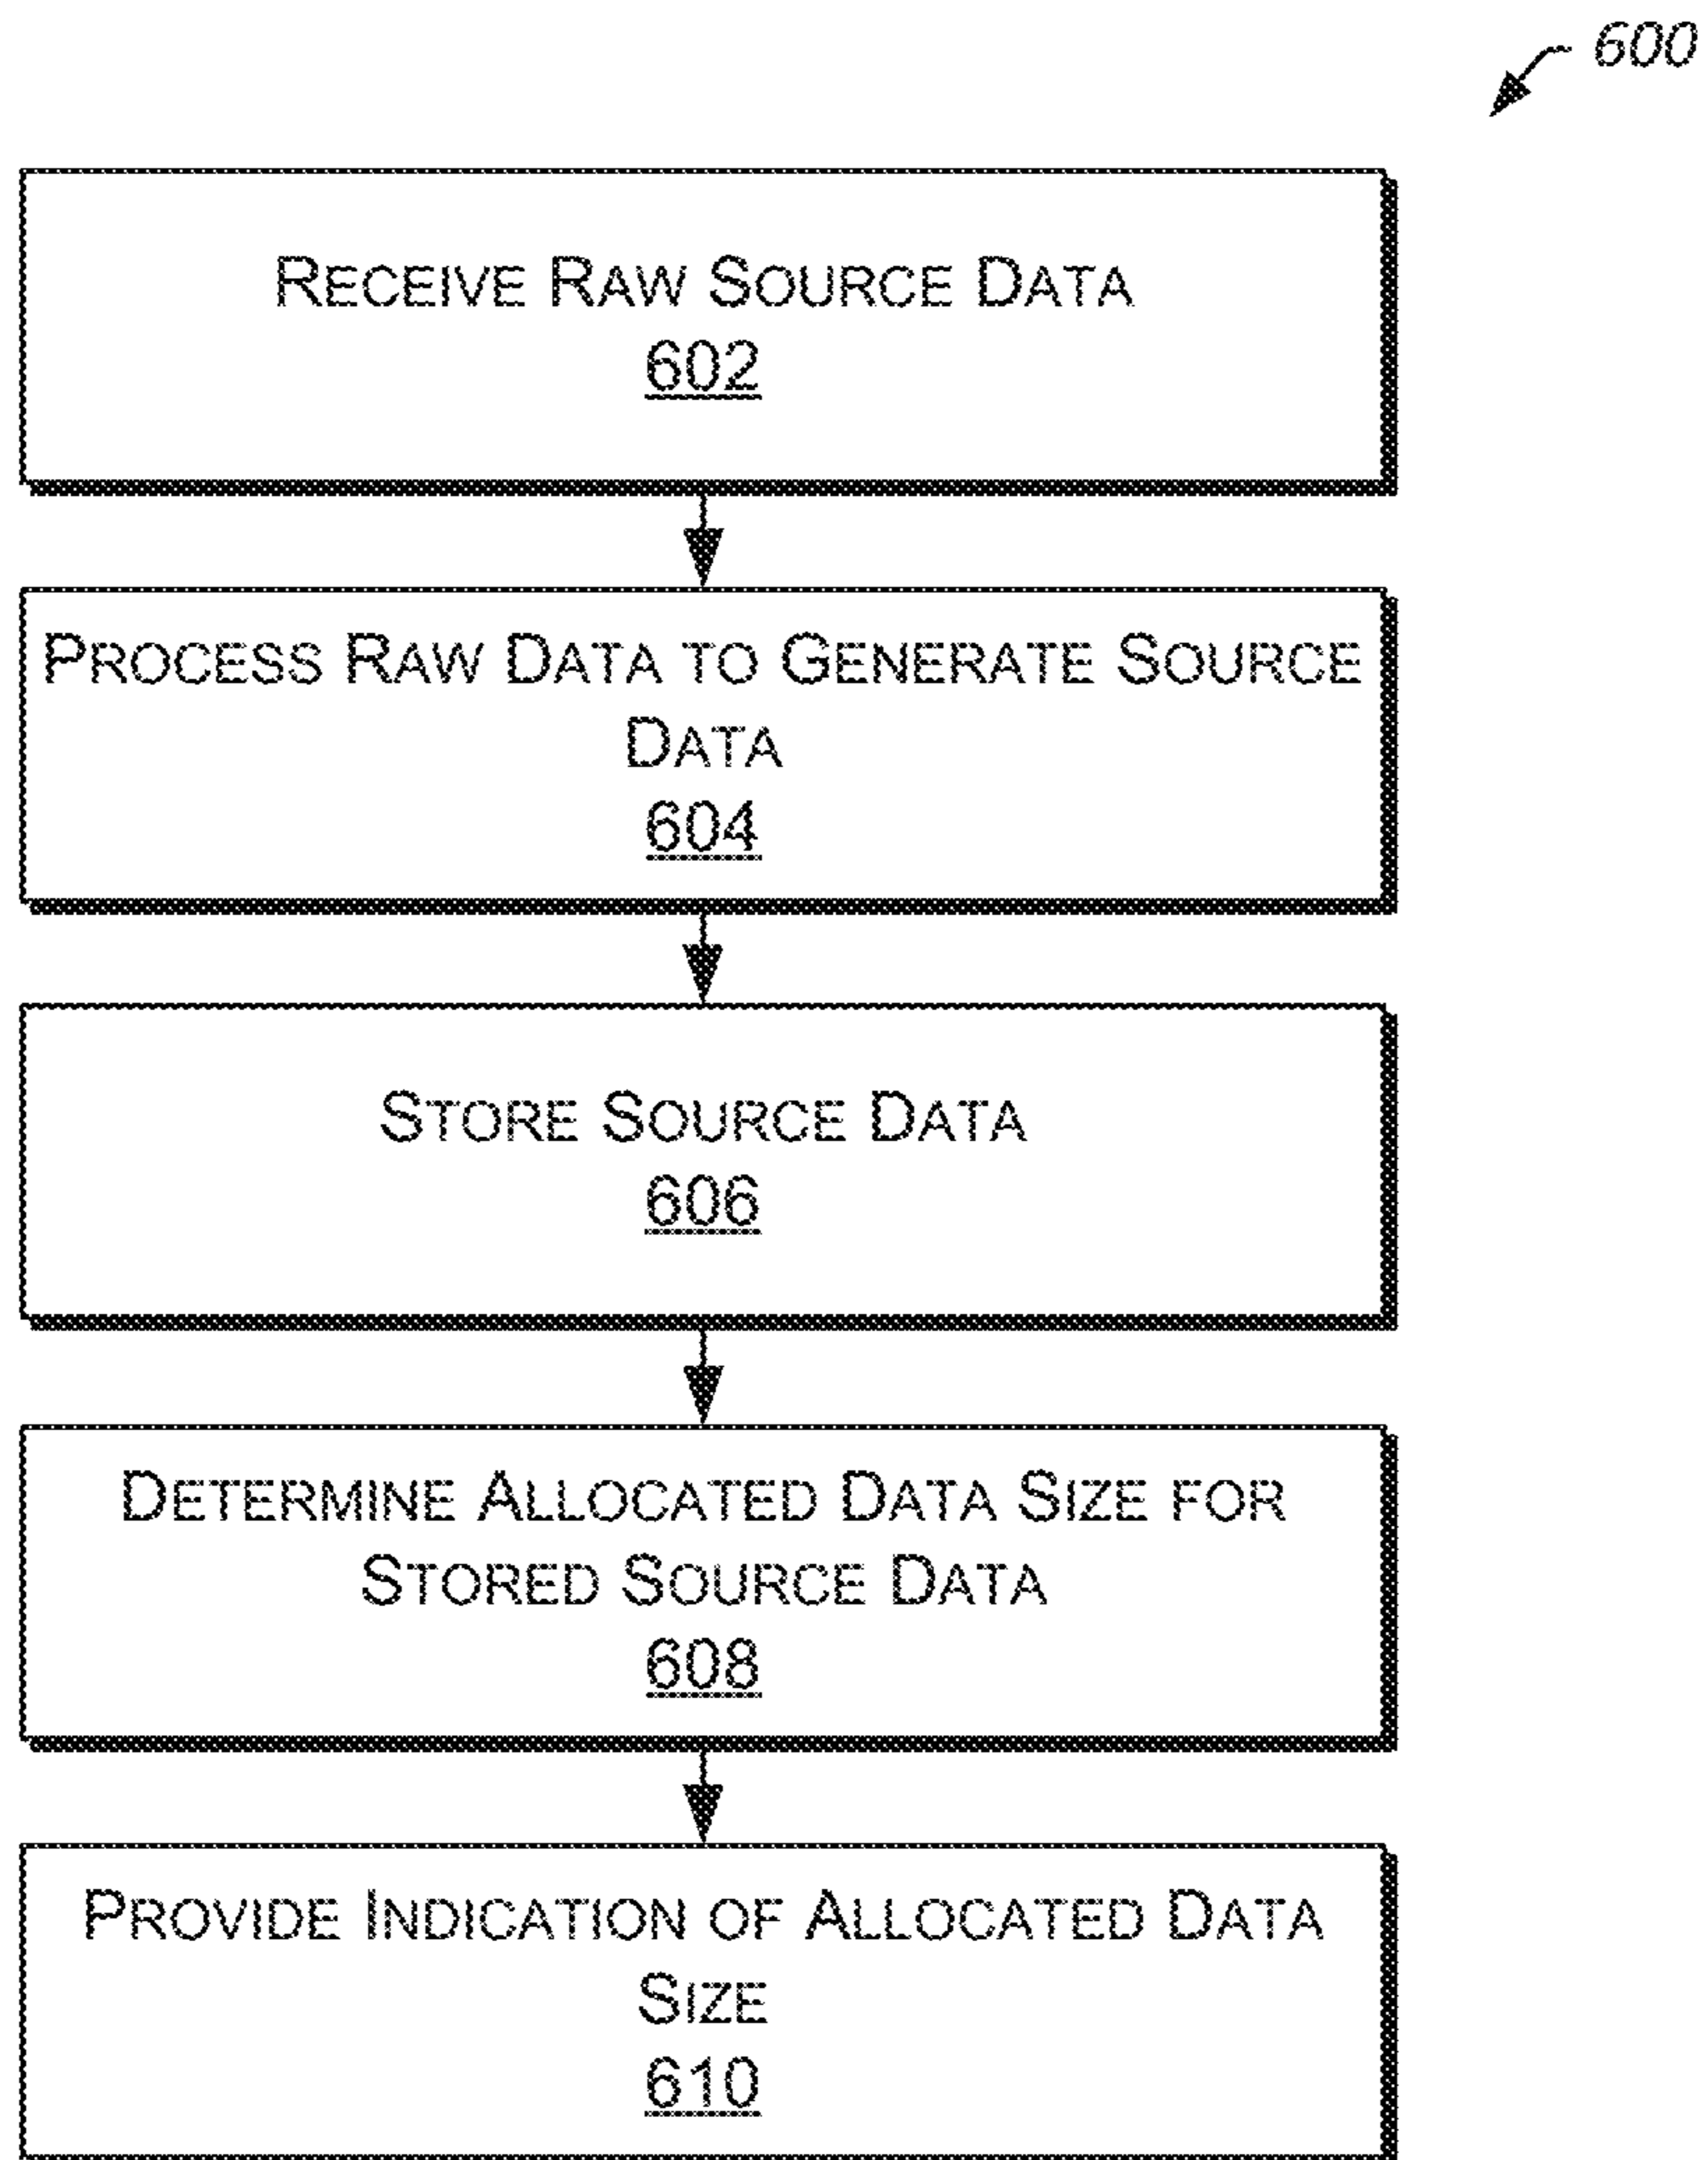 600
RECEIVE RAW SOURCE DATA
602
PROCESS RAW DATA TO GENERATE SOURCE
DATA
604
STORE SOURCE DATA
606
DETERMINE ALLOCATED DATA SIZE FOR
STORED SOURCE DATA
608
PROVIDE INDICATION OF ALLOCATED DATA
SIZE
610